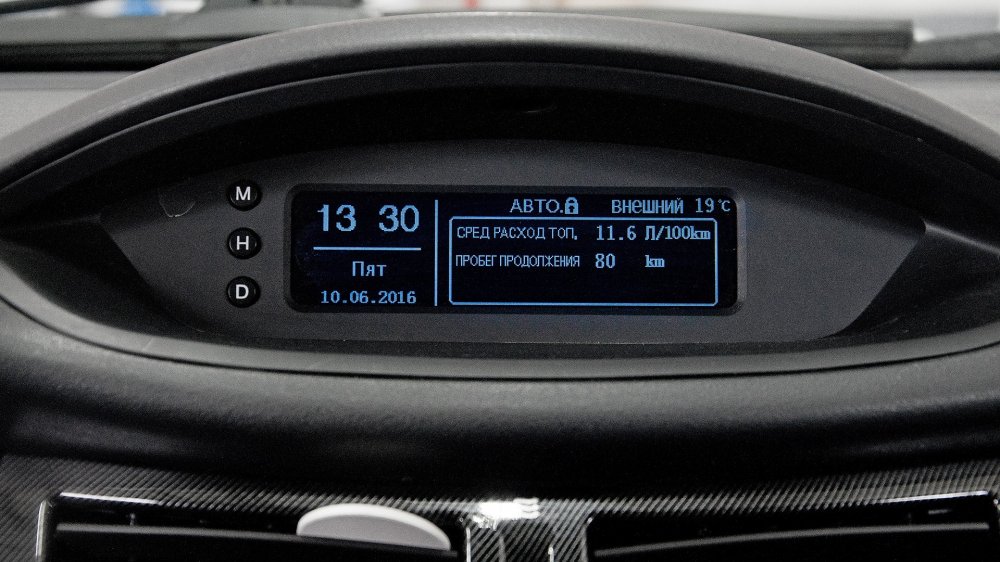 M
H
D
13 30
Пят
10.06.2016
АВТО. внешний 19°C
СРЕД РАСХОД ТОП. 11.6 Л/100km
ПРОБЕГ ПРОДОЛЖЕНИЯ 80 km